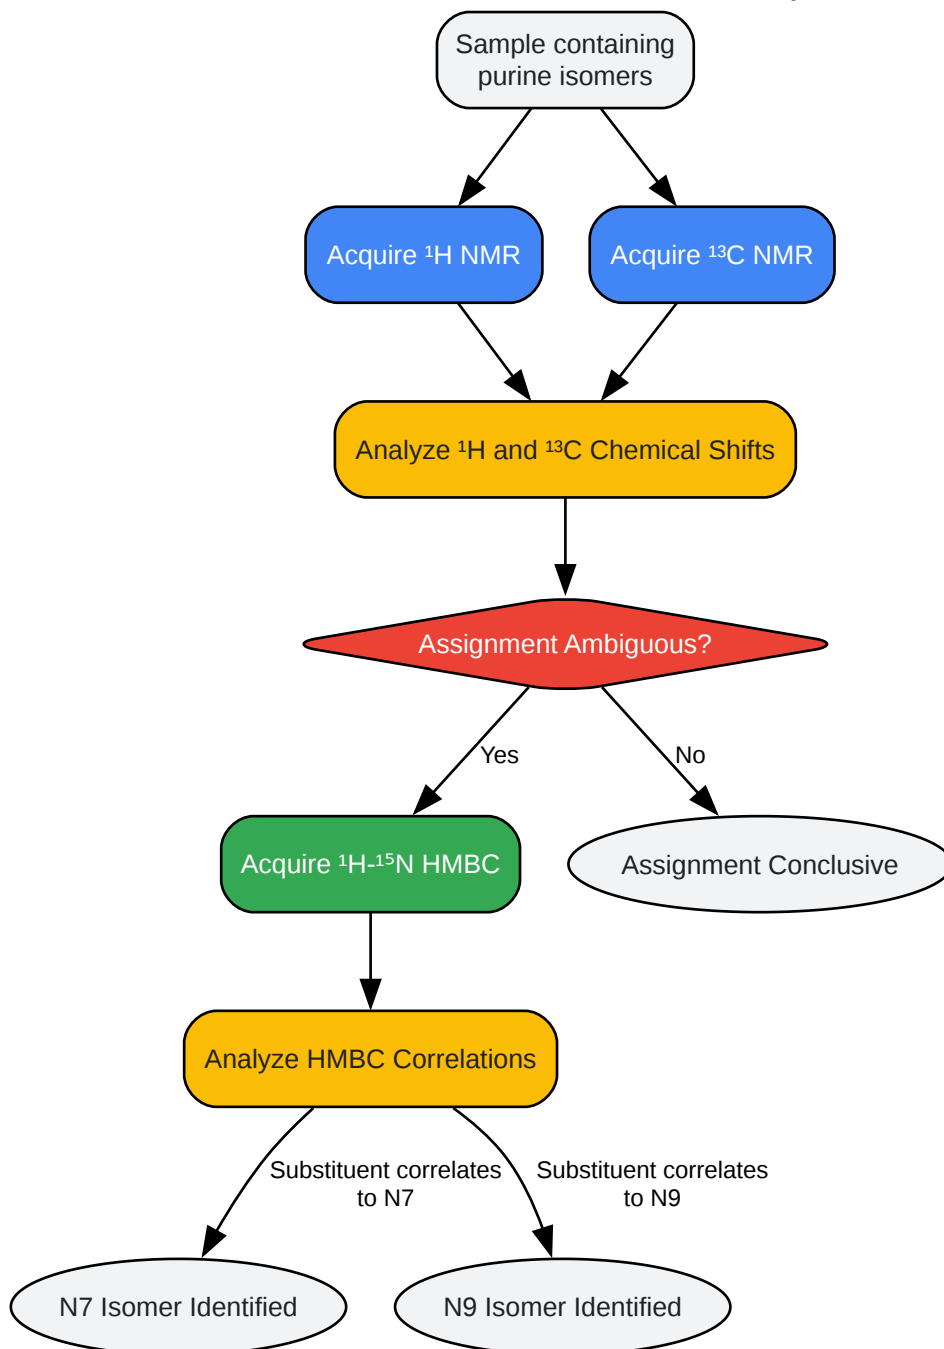 Sample containing
purine isomers
Acquire ¹H NMR
Acquire ¹³C NMR
Analyze ¹H and ¹³C Chemical Shifts
Assignment Ambiguous?
Yes
No
Acquire ¹H-¹⁵N HMBC
Assignment Conclusive
Analyze HMBC Correlations
Substituent correlates
to N7
Substituent correlates
to N9
N7 Isomer Identified
N9 Isomer Identified